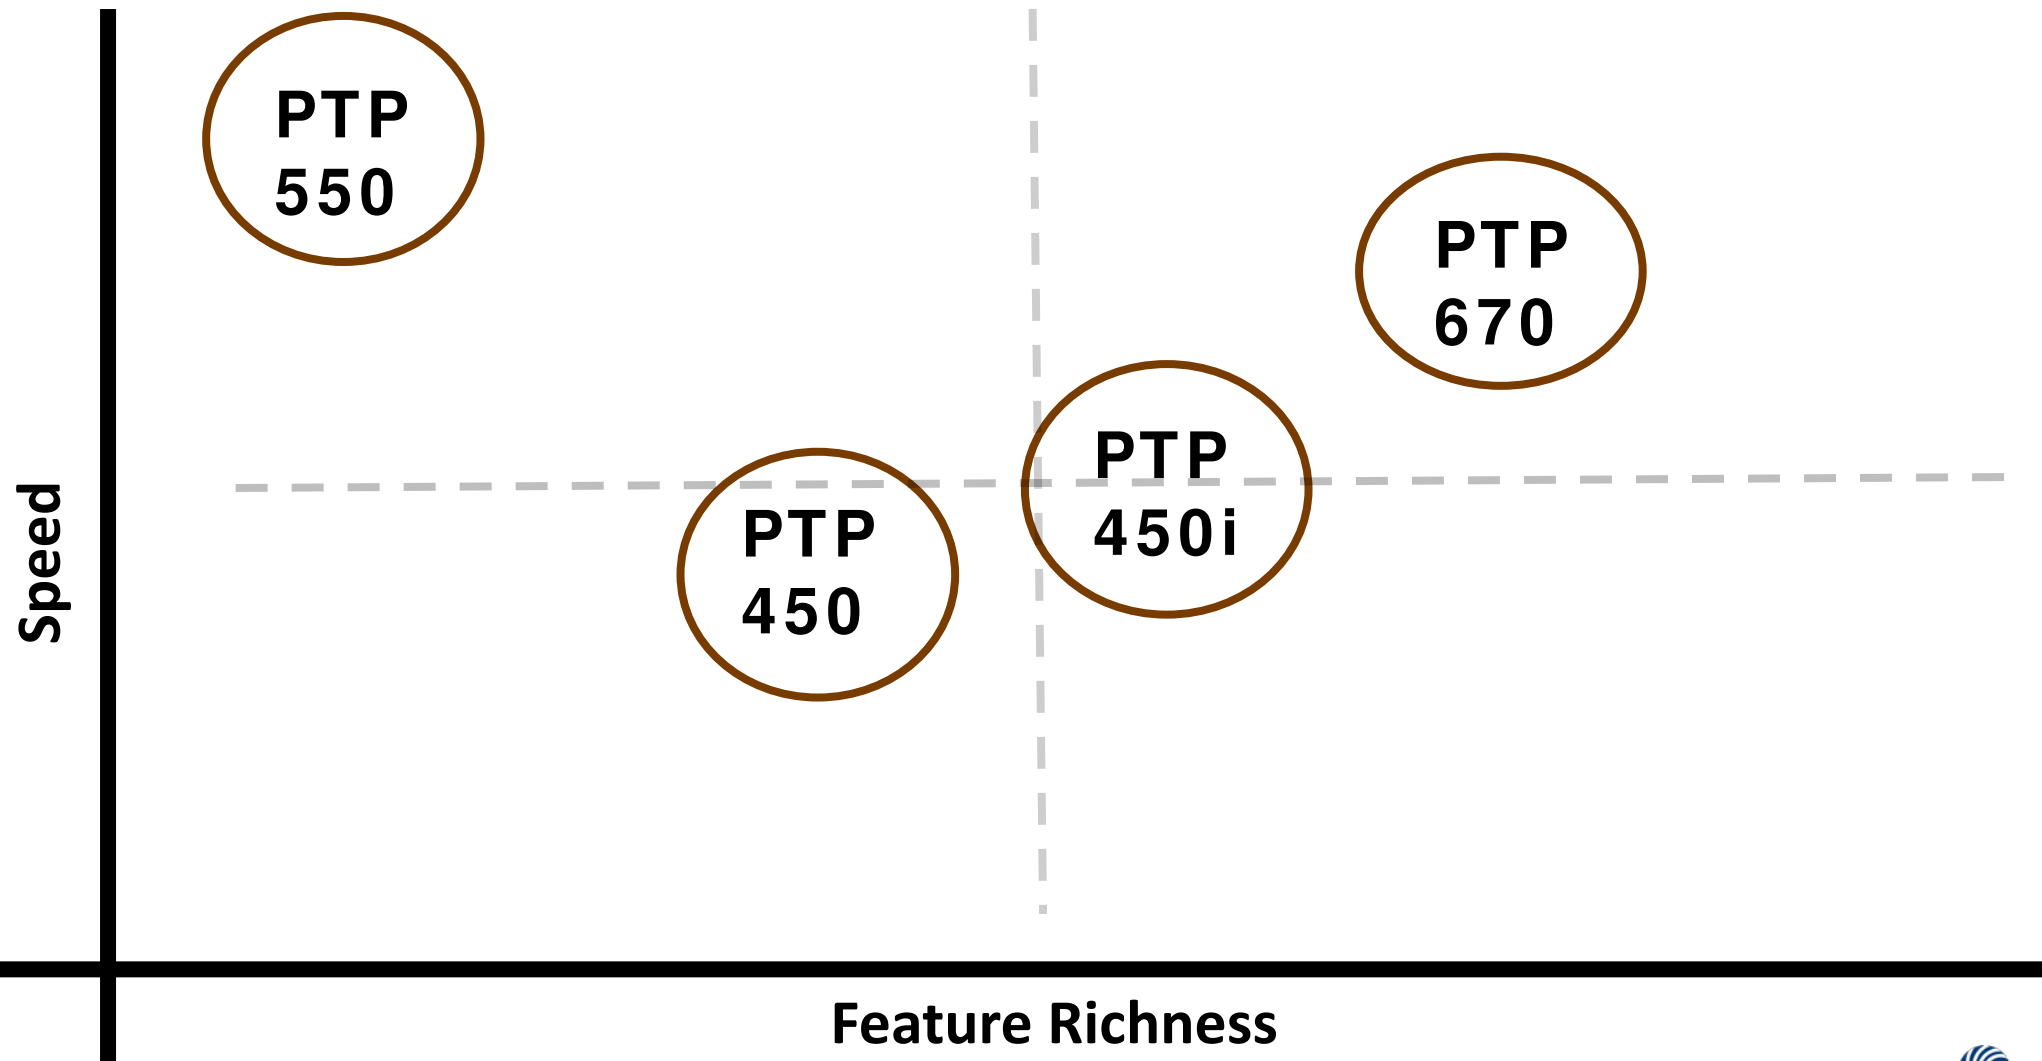 PTP
550
PTP
670
PTP
450i
PTP
450
Speed
Feature Richness